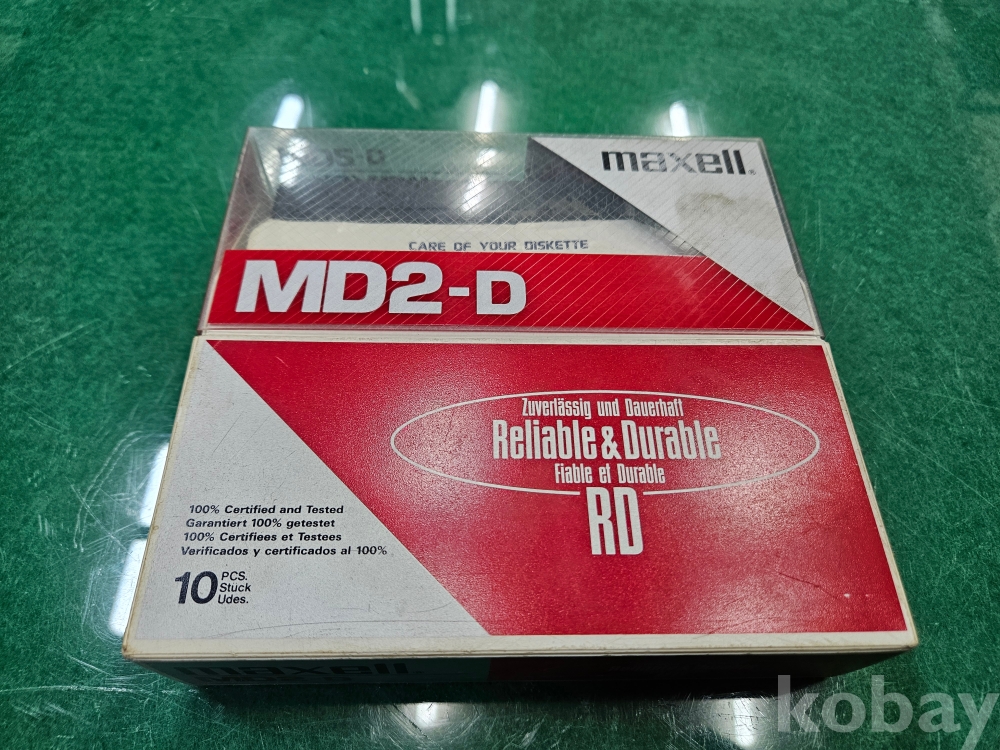 maxell
CARE OF YOUR DISKETTE
MD2-D
Zuverlässig und Dauerhaft
Reliable & Durable
Fiable et Durable
RD
100% Certified and Tested
Garantiert 100% getestet
100% Certifiees et Testees
Verificados y certificados al 100%
10 PCS.
Stück
Udes.
maxell
kobay